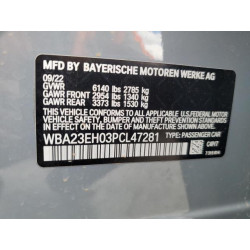 MFD BY BAYERISCHE MOTOREN WERKE AG
09/22
GVWR 6140 lbs 2785 kg
GAWR FRONT 2954 lbs 1340 kg
GAWR REAR 3373 lbs 1530 kg
THIS VEHICLE CONFORMS TO ALL APPLICABLE U.S. FEDERAL MOTOR
VEHICLE SAFETY, BUMPER AND THEFT PREVENTION STANDARDS IN
EFFECT ON THE DATE OF MANUFACTURE SHOWN ABOVE.
WBA23EH03PCL47281 TYPE: PASSENGER CAR